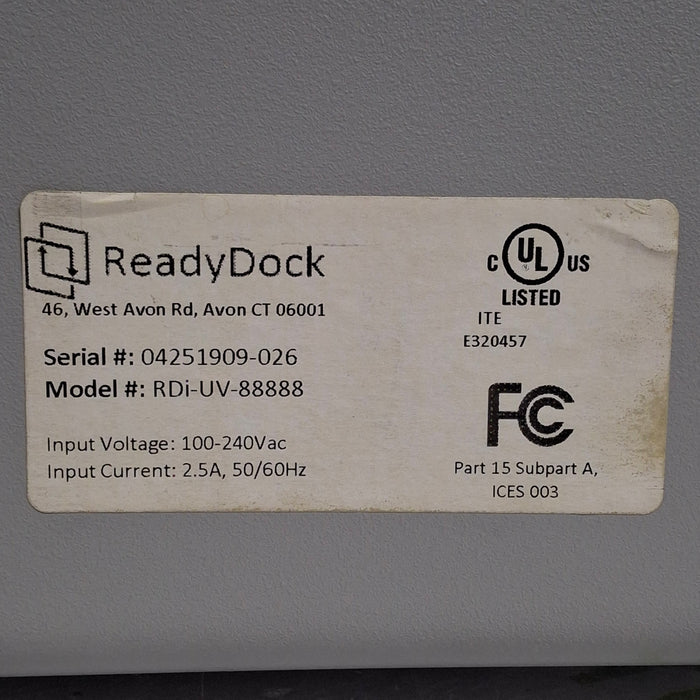 ReadyDock
46, West Avon Rd, Avon CT 06001
Serial #: 04251909-026
Model #: RDi-UV-88888
Input Voltage: 100-240Vac
Input Current: 2.5A, 50/60Hz
C UL US
LISTED
ITE
E320457
FC
Part 15 Subpart A,
ICES 003